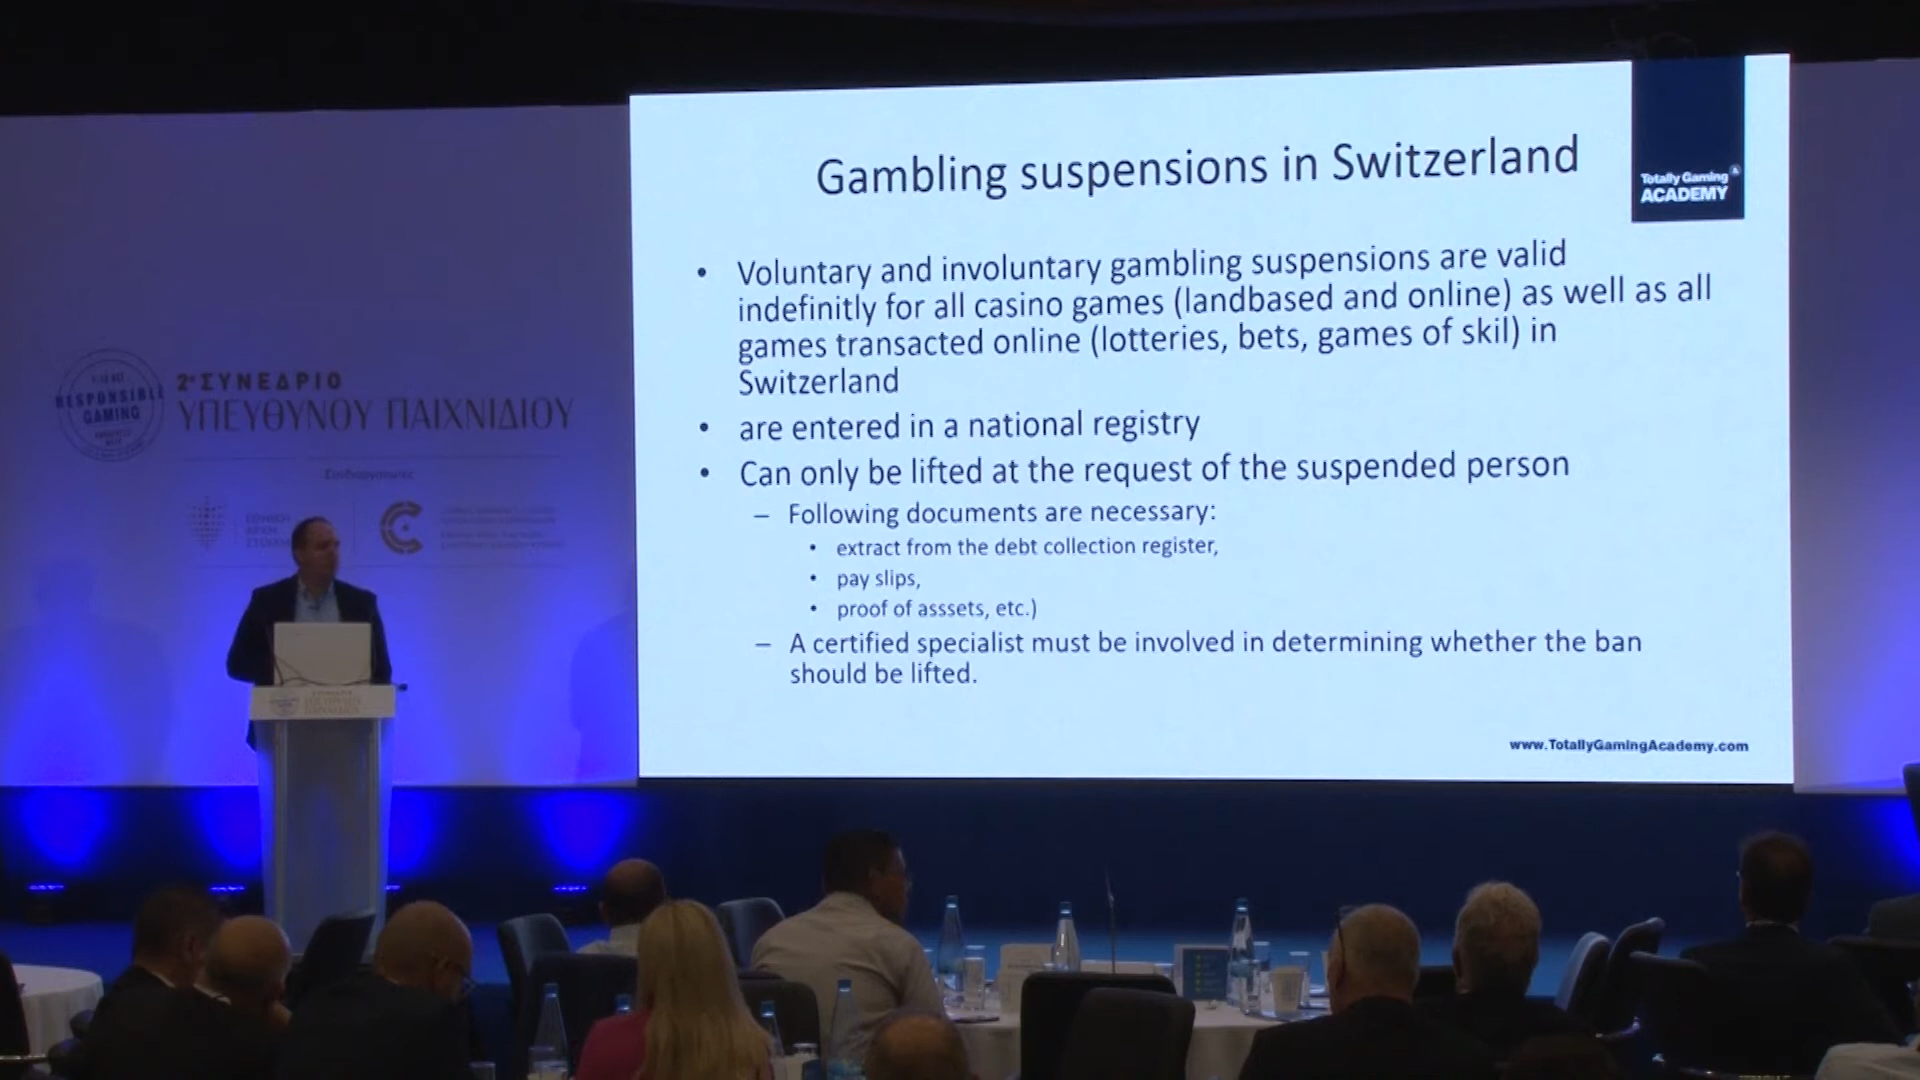 Gambling suspensions in Switzerland
Totally Gaming
ACADEMY
• Voluntary and involuntary gambling suspensions are valid
indefinitly for all casino games (landbased and online) as well as all
games transacted online (lotteries, bets, games of skil) in
Switzerland
• are entered in a national registry
• Can only be lifted at the request of the suspended person
– Following documents are necessary:
• extract from the debt collection register,
• pay slips,
• proof of asssets, etc.)
– A certified specialist must be involved in determining whether the ban
should be lifted.
www.TotallyGamingAcademy.com
RESPONSIBLE
GAMING
2º ΣΥΝΕΔΡΙΟ
ΥΠΕΥΘΥΝΟΥ ΠΑΙΧΝΙΔΙΟΥ
Συνδιοργανωτές